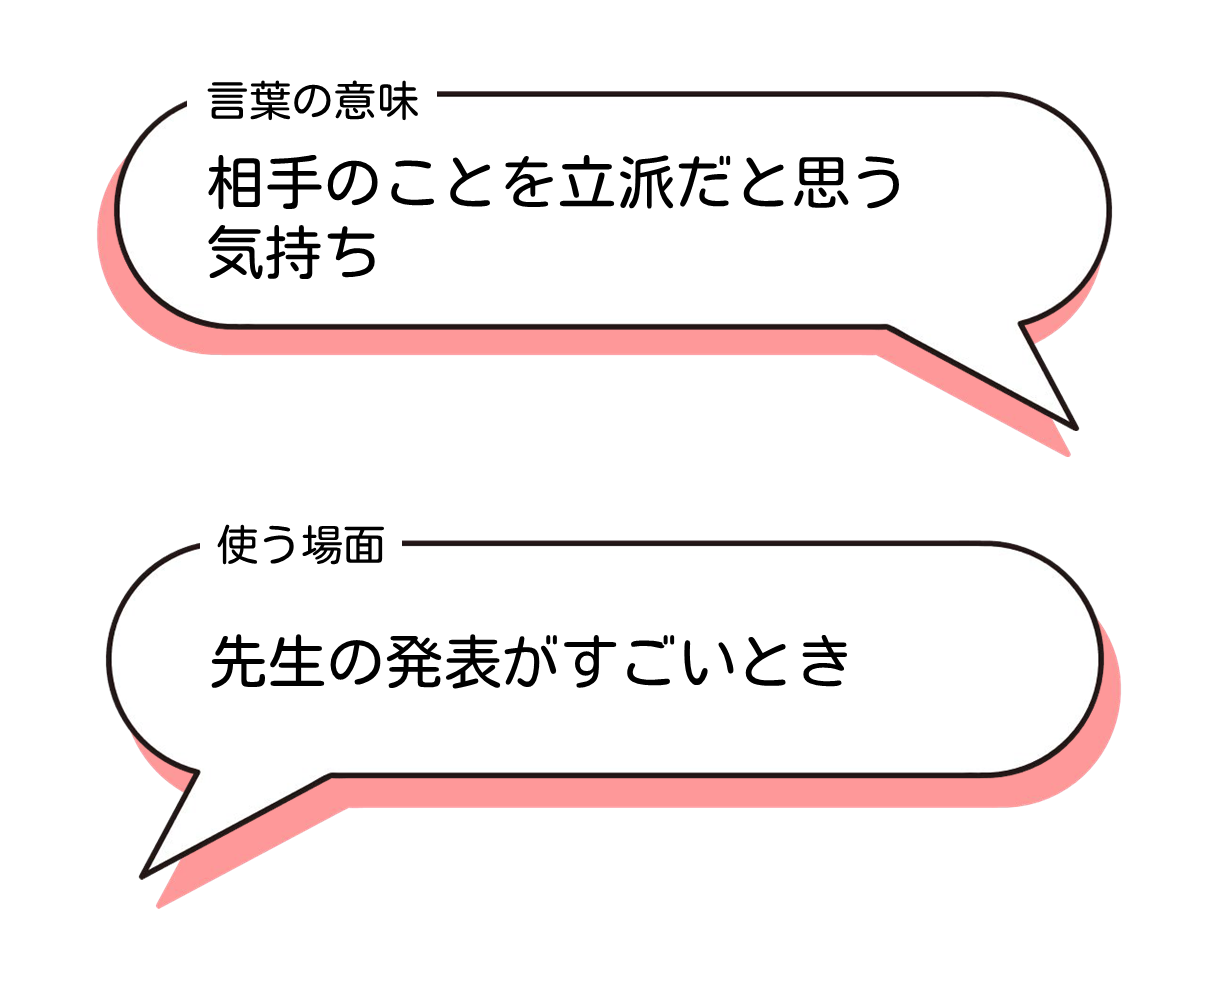 言葉の意味
相手のことを立派だと思う
気持ち
使う場面
先生の発表がすごいとき